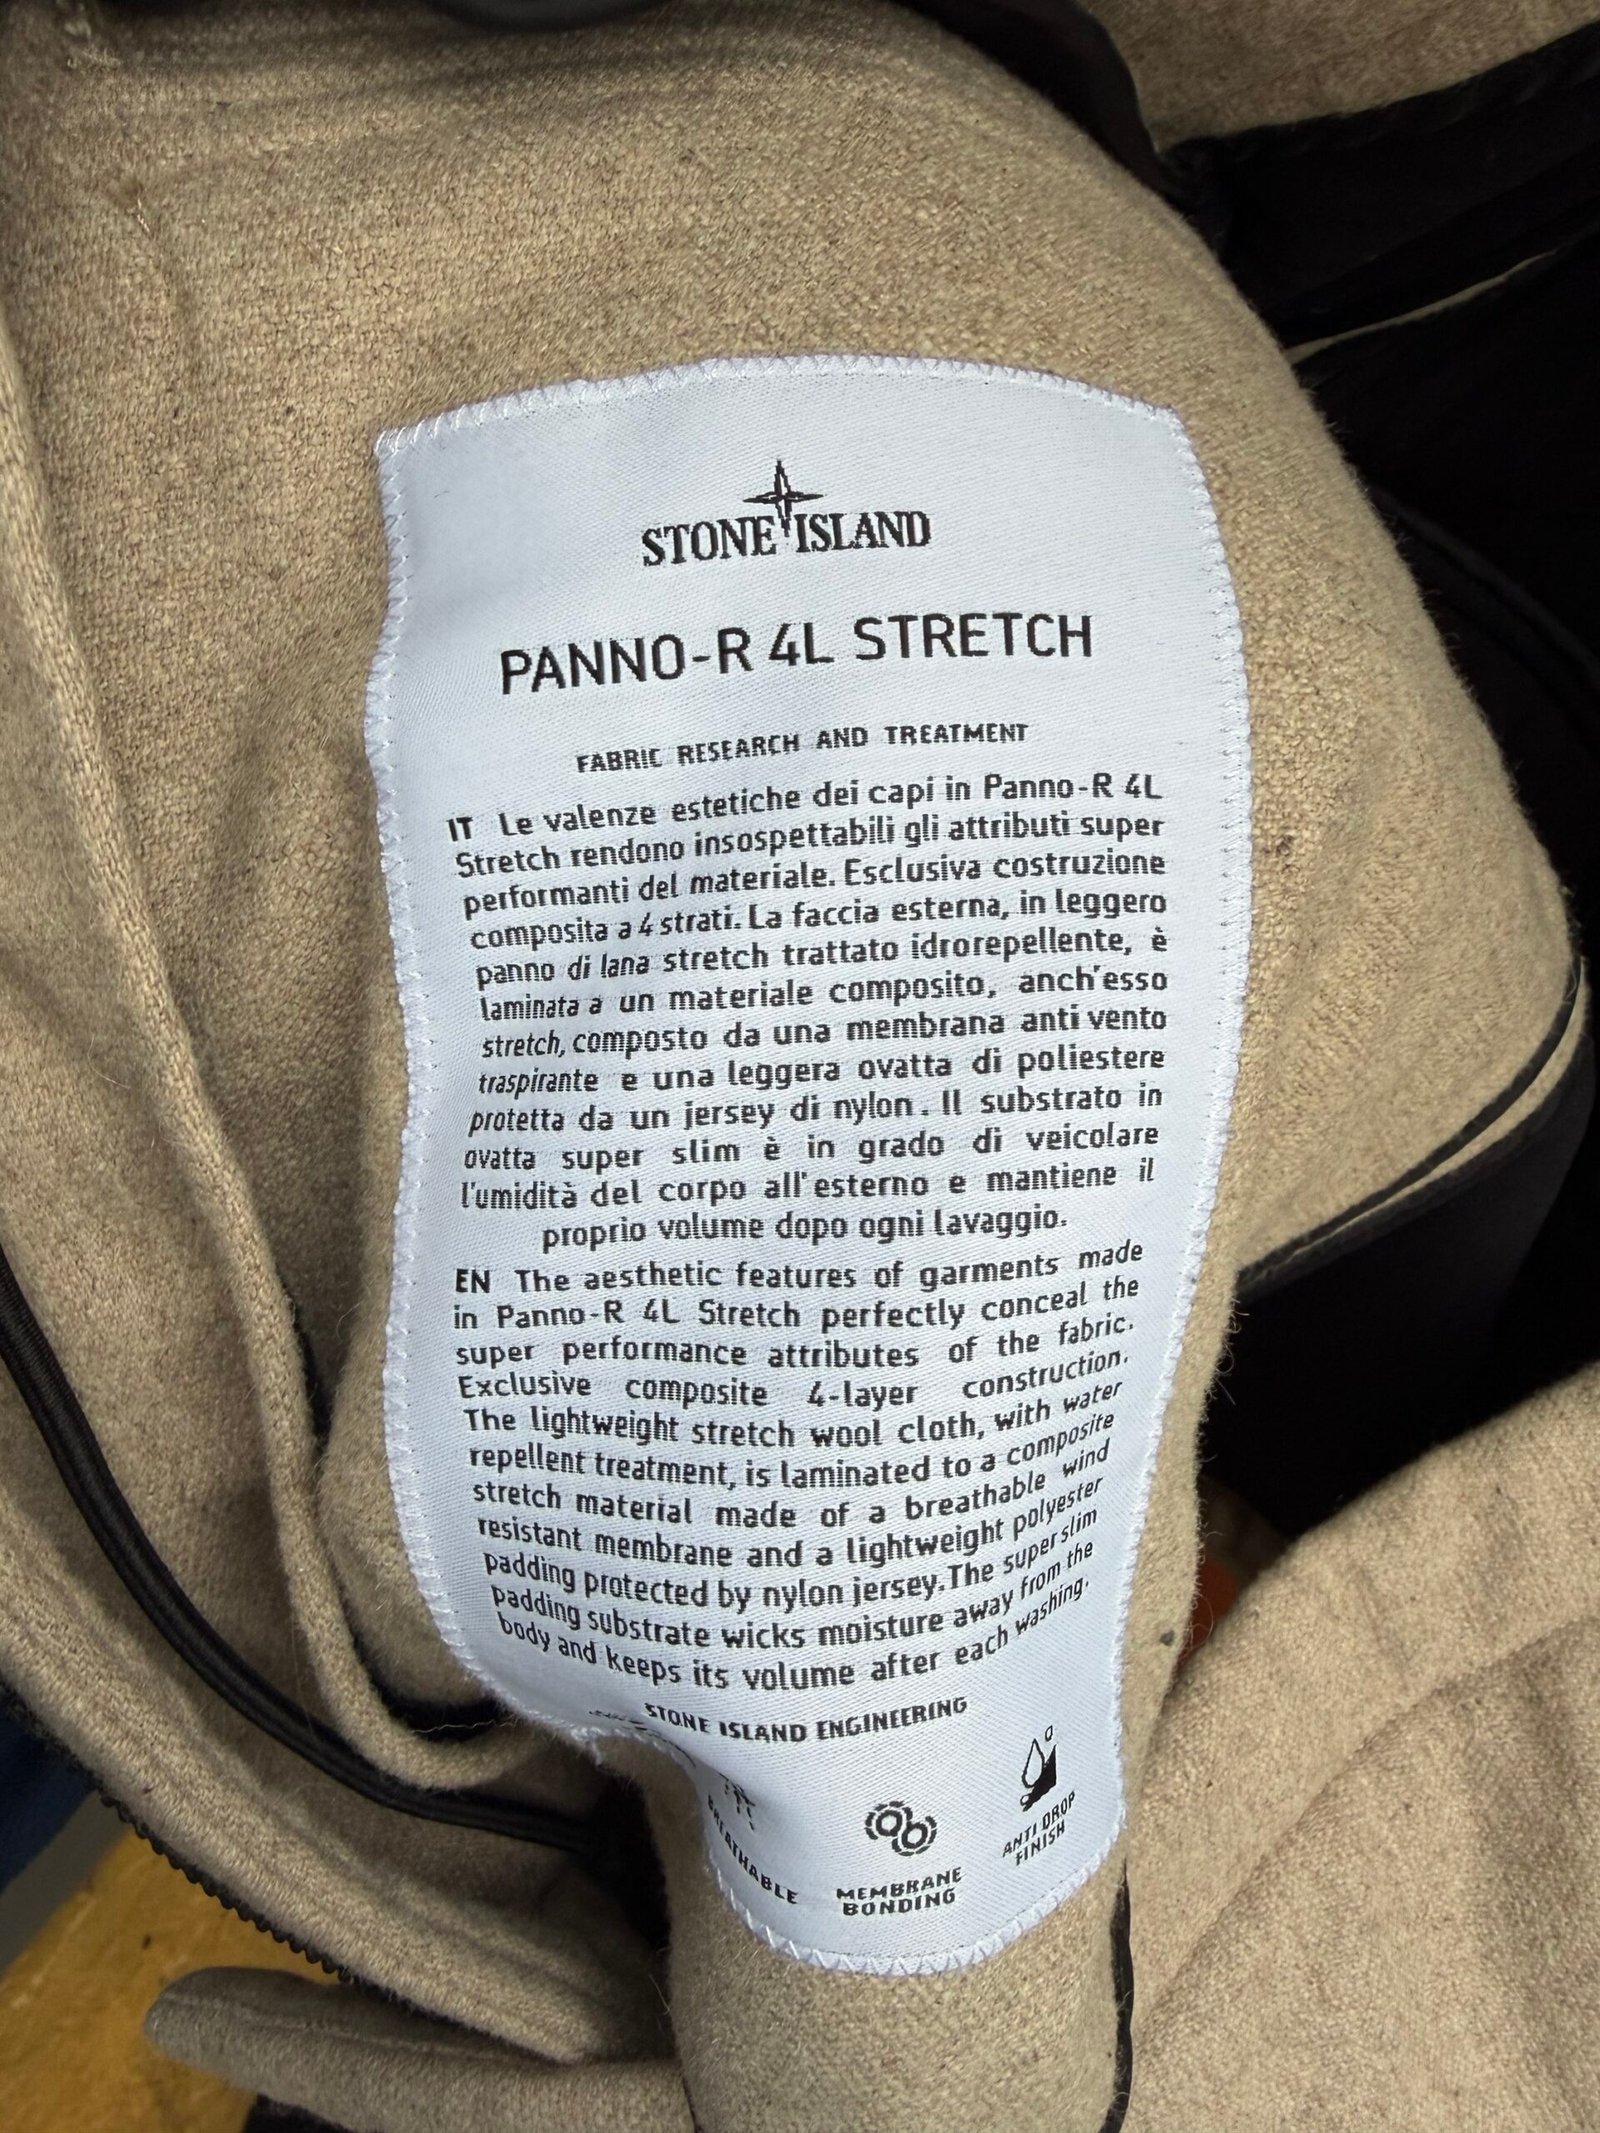 STONE ISLAND
PANNO-R 4L STRETCH
FABRIC RESEARCH AND TREATMENT
IT Le valenze estetiche dei capi in Panno-R 4L
Stretch rendono insospettabili gli attributi super
performanti del materiale. Esclusiva costruzione
composita a 4 strati. La faccia esterna, in leggero
panno di lana stretch trattato idrorepellente, è
laminata a un materiale composito, anch'esso
stretch, composto da una membrana anti vento
traspirante e una leggera ovatta di poliestere
protetta da un jersey di nylon. Il substrato in
ovatta super slim è in grado di veicolare
l'umidità del corpo all'esterno e mantiene il
proprio volume dopo ogni lavaggio.
EN The aesthetic features of garments made
in Panno-R 4L Stretch perfectly conceal the
super performance attributes of the fabric.
Exclusive composite 4-layer construction.
The lightweight stretch wool cloth, with water
repellent treatment, is laminated to a composite
stretch material made of a breathable wind
resistant membrane and a lightweight polyester
padding protected by nylon jersey. The super slim
padding substrate wicks moisture away from the
body and keeps its volume after each washing.
STONE ISLAND ENGINEERING
BREATHABLE
MEMBRANE
BONDING
ANTI DROP
FINISH